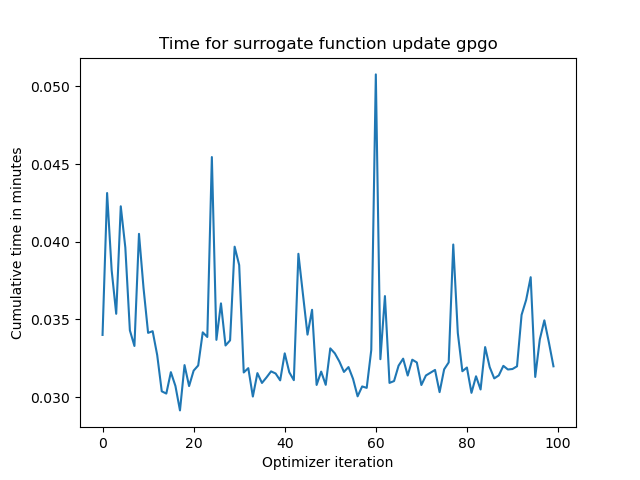 Time for surrogate function update gpgo
0.050
0.045
0.040
0.035
0.030
Cumulative time in minutes
0 20 40 60 80 100
Optimizer iteration